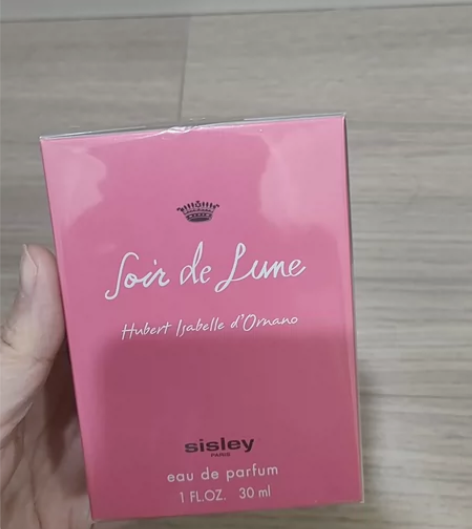 Soir de Lune
Hubert Isabelle d'Ornano
sisley
PARIS
eau de parfum
1 FL.OZ. 30 ml